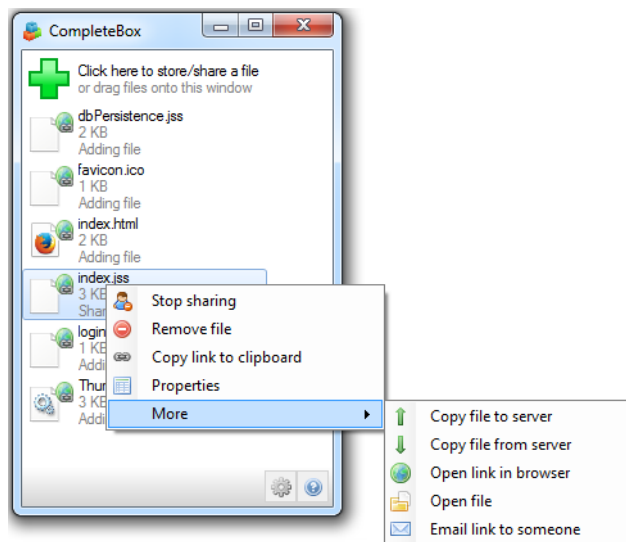 CompleteBox
Click here to store/share a file
or drag files onto this window
dbPersistence.jss
2 KB
Adding file
favicon.ico
1 KB
Adding file
index.html
2 KB
Adding file
index.jss
3 KB
Shar
login
1 KB
Addi
Thum
3 KB
Addi
Stop sharing
Remove file
Copy link to clipboard
Properties
More
Copy file to server
Copy file from server
Open link in browser
Open file
Email link to someone